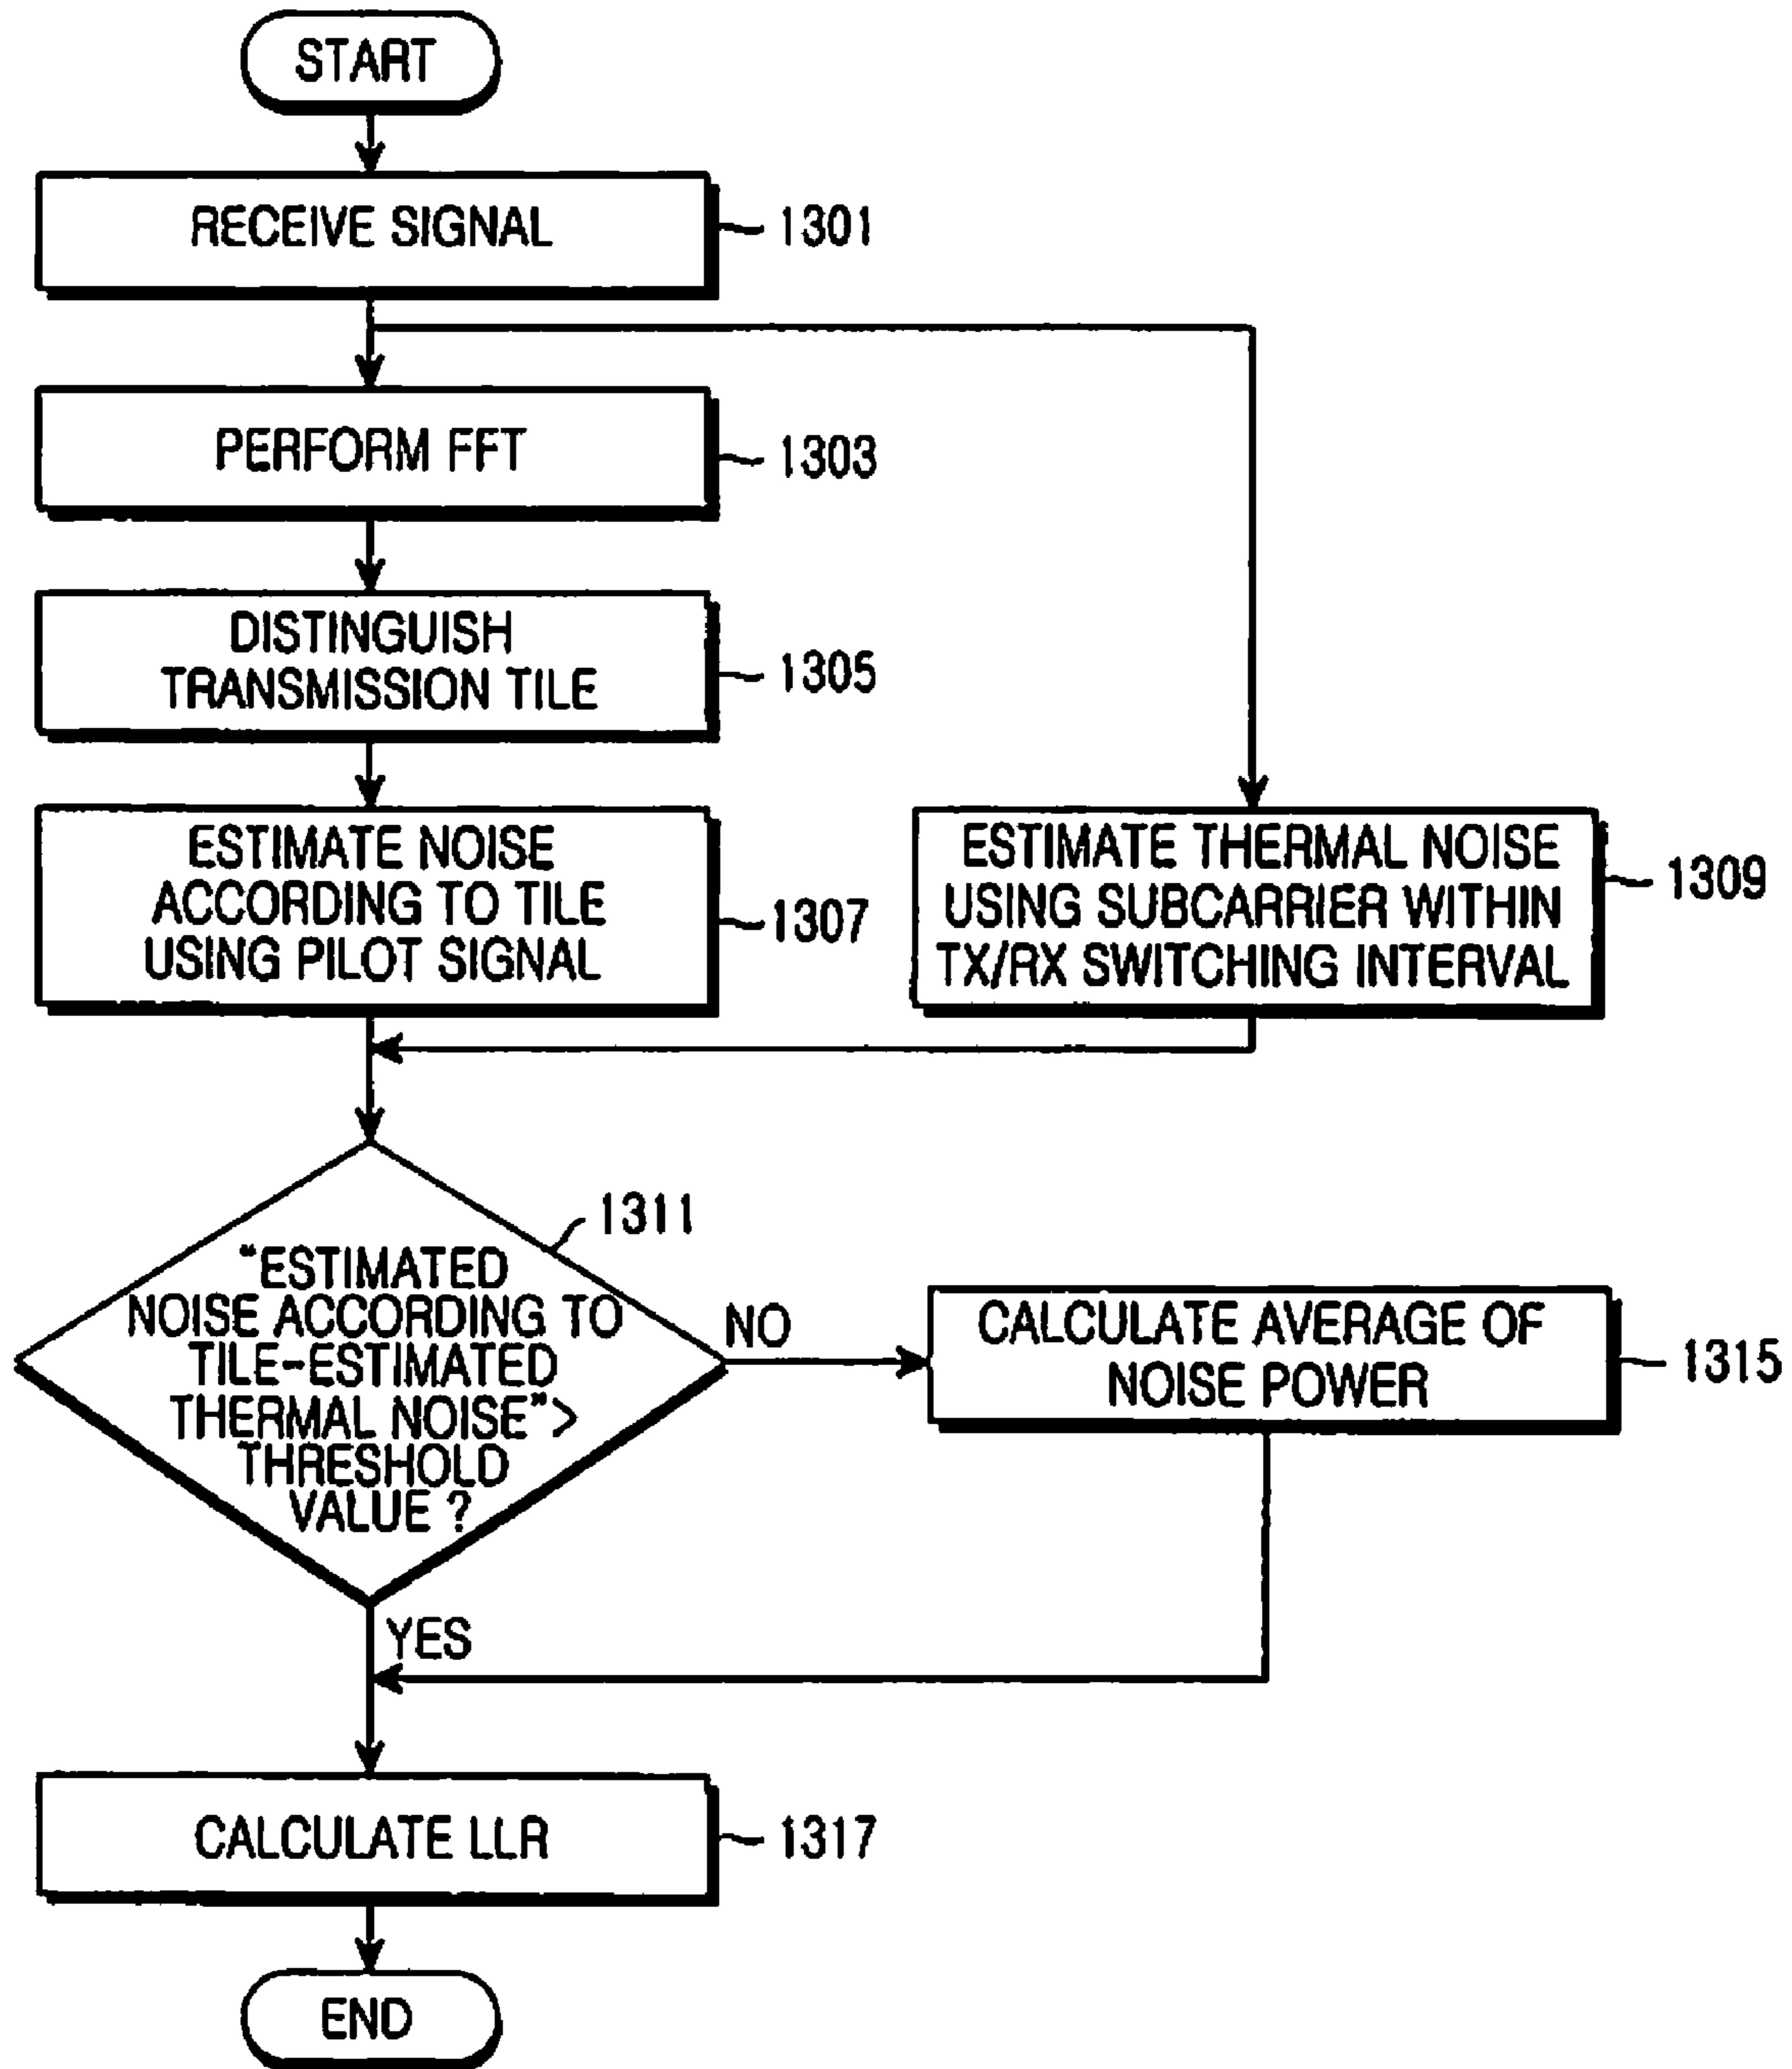 START
RECEIVE SIGNAL
1301
PERFORM FFT
1303
DISTINGUISH
TRANSMISSION TILE
1305
ESTIMATE NOISE
ACCORDING TO TILE
USING PILOT SIGNAL
1307
ESTIMATE THERMAL NOISE
USING SUBCARRIER WITHIN
TX/RX SWITCHING INTERVAL
1309
1311
"ESTIMATED
NOISE ACCORDING TO
TILE-ESTIMATED
THERMAL NOISE">
THRESHOLD
VALUE ?
NO
CALCULATE AVERAGE OF
NOISE POWER
1315
YES
CALCULATE LLR
1317
END